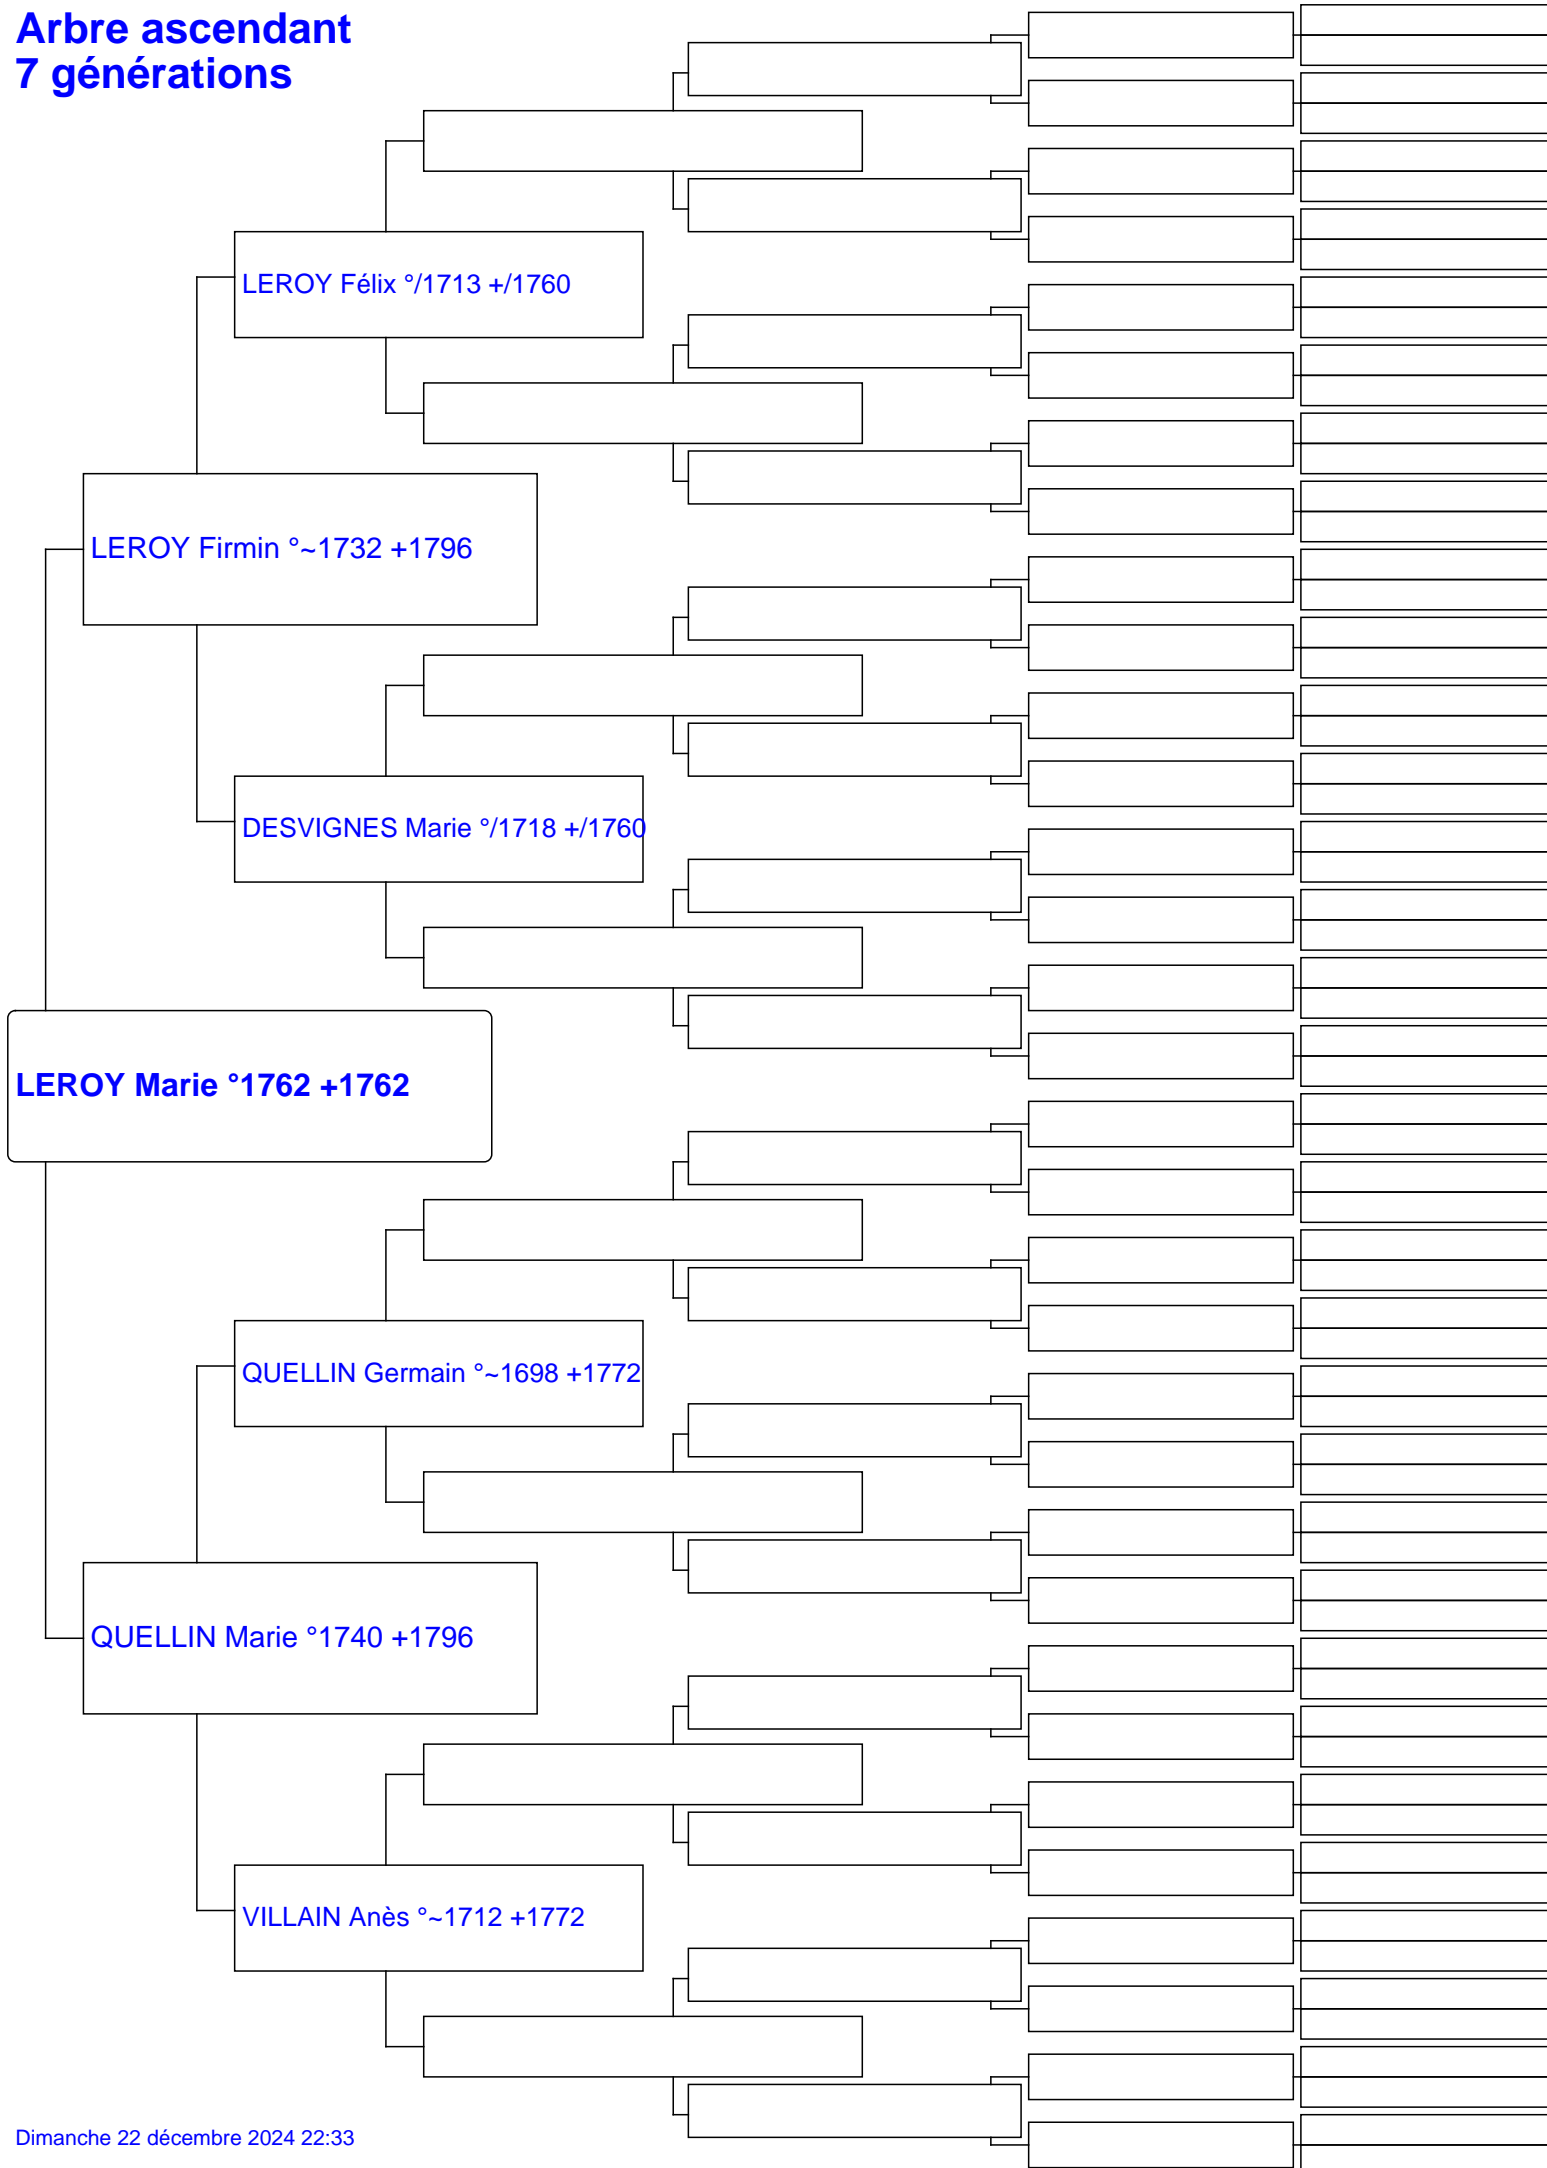 Arbre ascendant
7 générations
LEROY Félix °/1713 +/1760
LEROY Firmin °~1732 +1796
DESVIGNES Marie °/1718 +/1760
LEROY Marie °1762 +1762
QUELLIN Germain °~1698 +1772
QUELLIN Marie °1740 +1796
VILLAIN Anès °~1712 +1772
Dimanche 22 décembre 2024 22:33